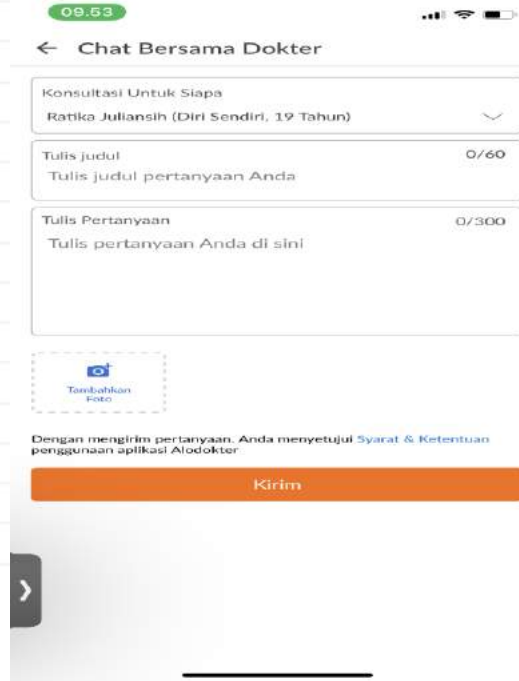 09.53
← Chat Bersama Dokter
Konsultasi Untuk Siapa
Ratika Juliansih (Diri Sendiri, 19 Tahun)
Tulis judul 0/60
Tulis judul pertanyaan Anda
Tulis Pertanyaan 0/300
Tulis pertanyaan Anda di sini
Tambahkan
Foto
Dengan mengirim pertanyaan. Anda menyetujui Syarat & Ketentuan
penggunaan aplikasi Alodokter
Kirim